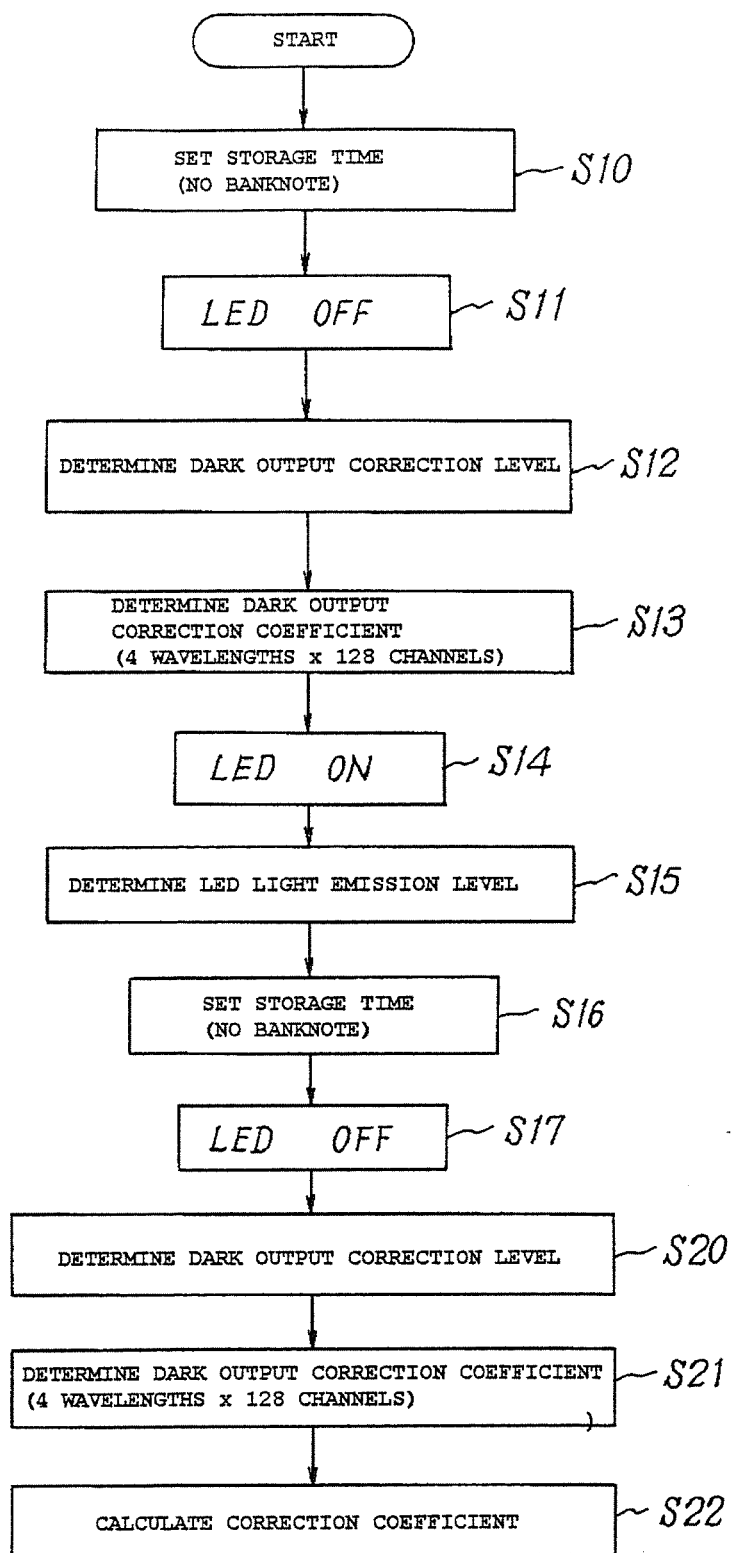 START
SET STORAGE TIME
(NO BANKNOTE)
S10
LED OFF
S11
DETERMINE DARK OUTPUT CORRECTION LEVEL
S12
DETERMINE DARK OUTPUT
CORRECTION COEFFICIENT
(4 WAVELENGTHS x 128 CHANNELS)
S13
LED ON
S14
DETERMINE LED LIGHT EMISSION LEVEL
S15
SET STORAGE TIME
(NO BANKNOTE)
S16
LED OFF
S17
DETERMINE DARK OUTPUT CORRECTION LEVEL
S20
DETERMINE DARK OUTPUT CORRECTION COEFFICIENT
(4 WAVELENGTHS x 128 CHANNELS)
)
S21
CALCULATE CORRECTION COEFFICIENT
S22